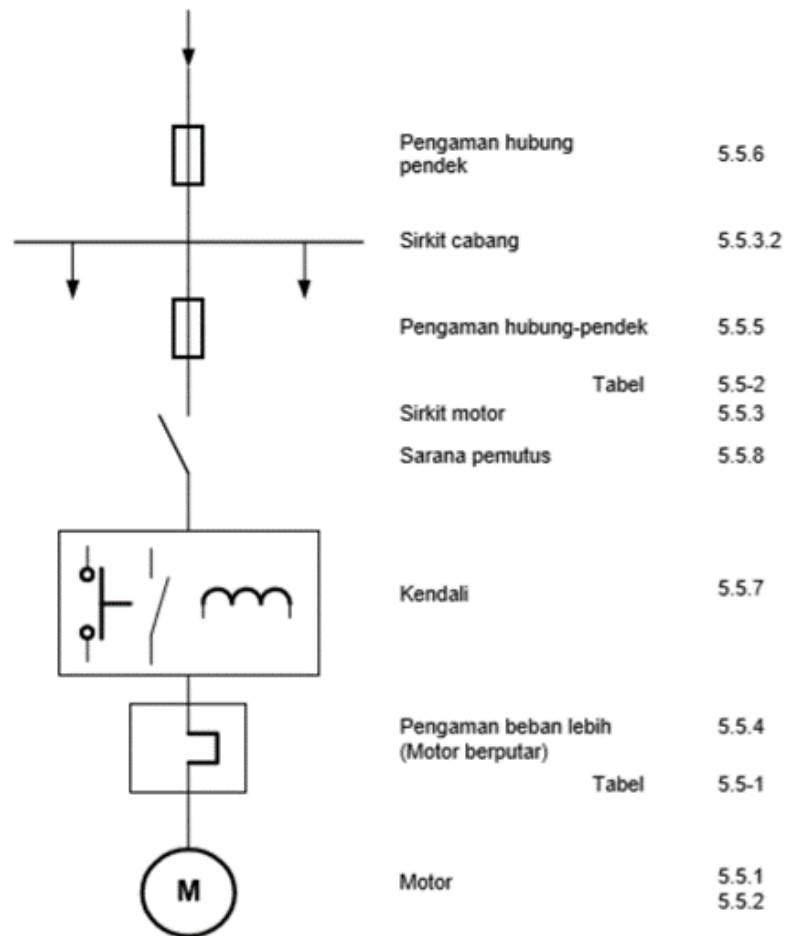 Pengaman hubung
pendek 5.5.6
Sirkit cabang 5.5.3.2
Pengaman hubung-pendek 5.5.5
Tabel 5.5-2
Sirkit motor 5.5.3
Sarana pemutus 5.5.8
Kendali 5.5.7
Pengaman beban lebih 5.5.4
(Motor berputar)
Tabel 5.5-1
M
Motor 5.5.1
5.5.2